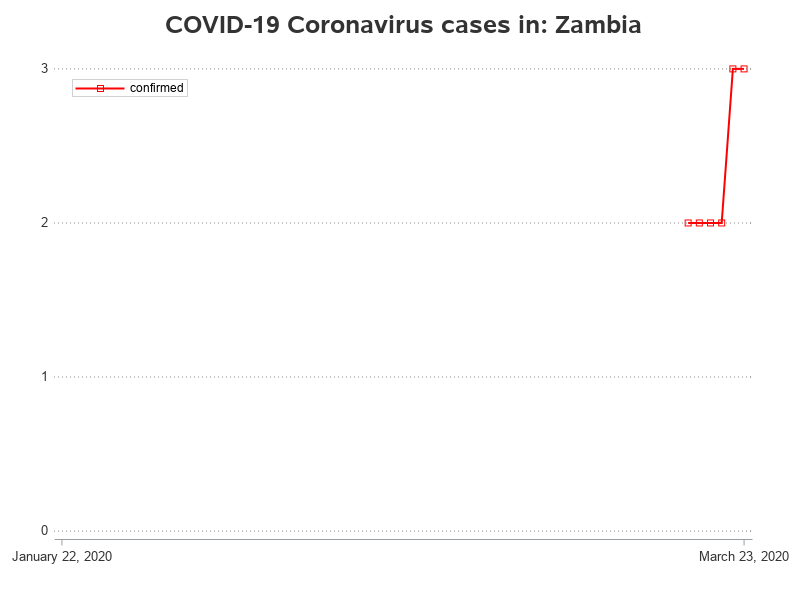 COVID-19 Coronavirus cases in: Zambia
3
confirmed
2
1
0
January 22, 2020
March 23, 2020